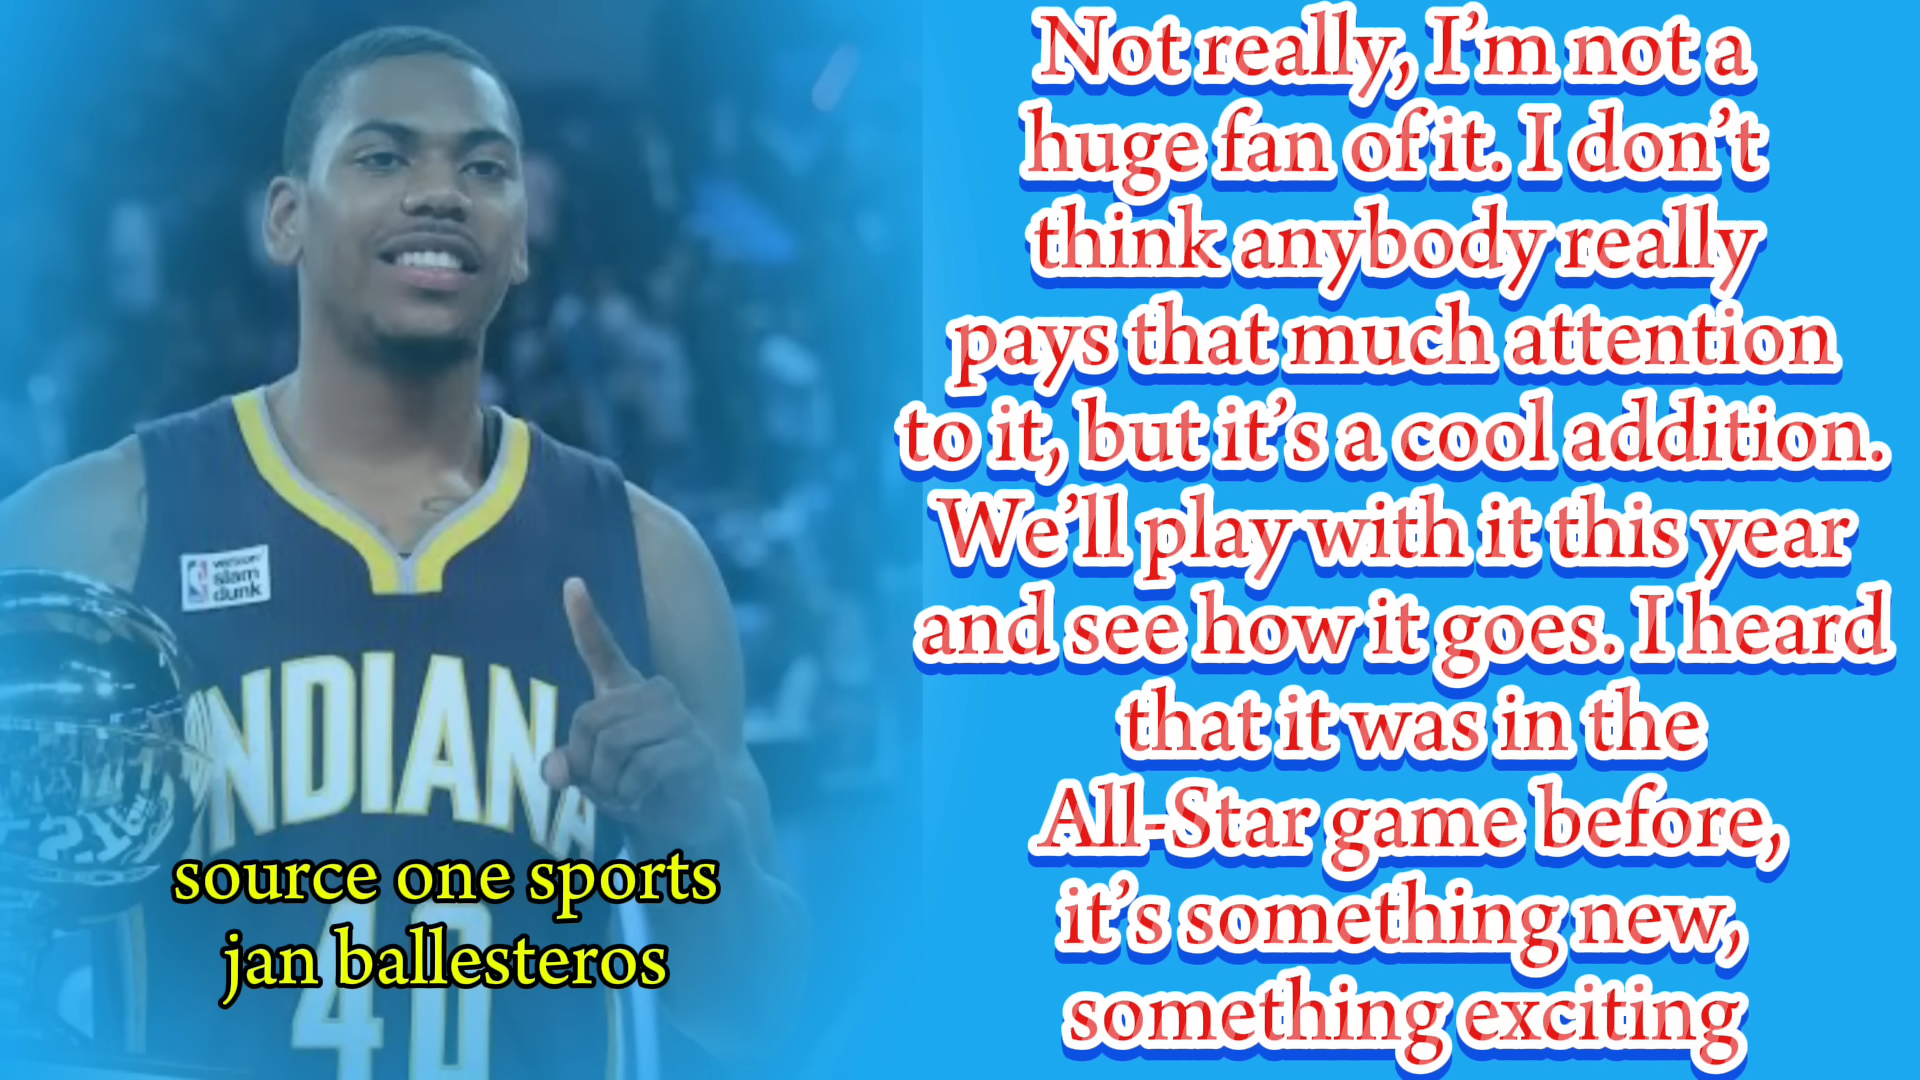 Not really, I’m not a
huge fan of it. I don’t
think anybody really
pays that much attention
to it, but it’s a cool addition.
We’ll play with it this year
and see how it goes. I heard
that it was in the
All-Star game before,
it’s something new,
something exciting
verizon
slam
dunk
INDIANA
40
source one sports
jan ballesteros